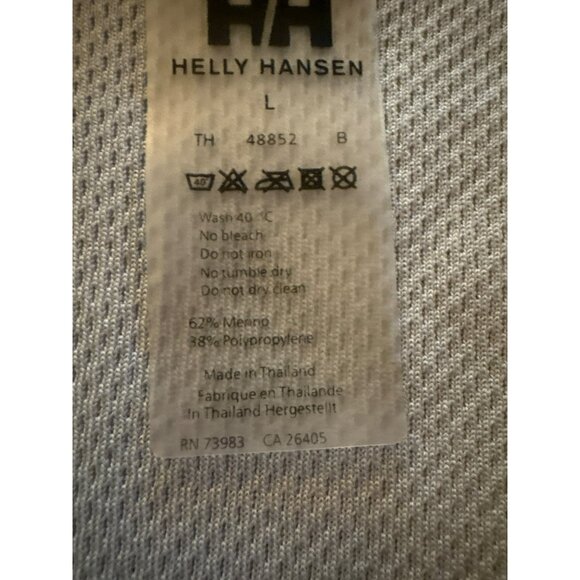 HH
HELLY HANSEN
L
TH 48852 B
40
Wash 40 °C
No bleach
Do not iron
No tumble dry
Do not dry clean
62% Merino
38% Polypropylene
Made in Thailand
Fabrique en Thailande
In Thailand Hergestellt
RN 73983 CA 26405